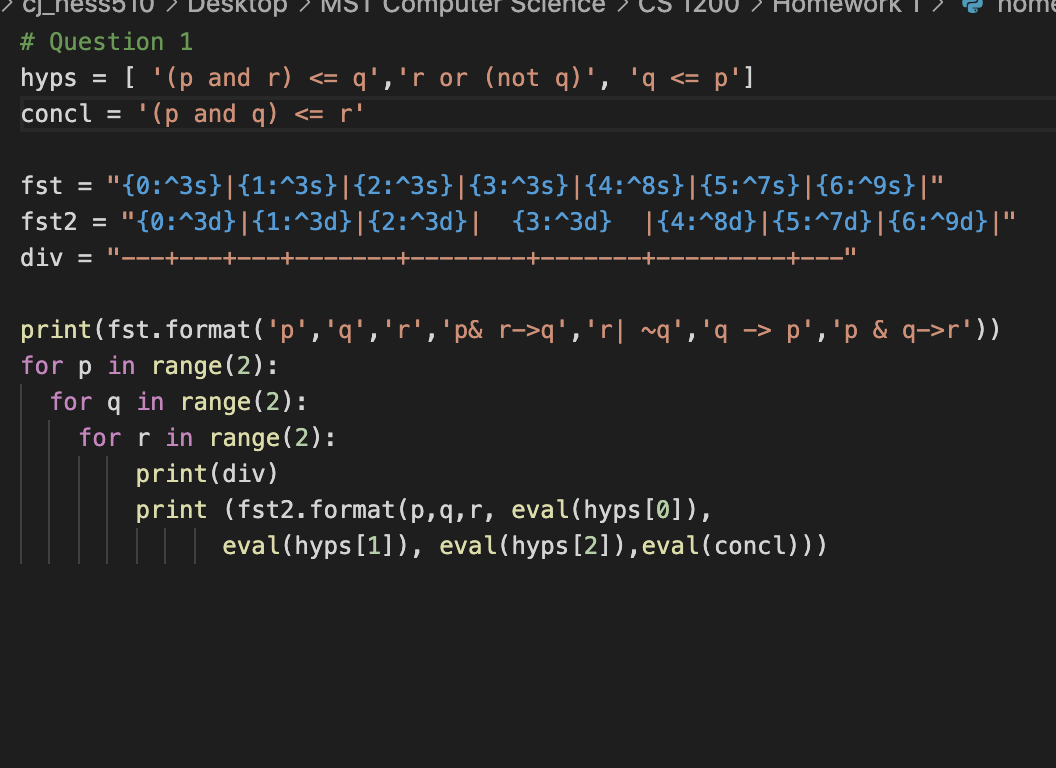 > cj_ness510 > Desktop > MST Computer Science > CS 1200 > Homework 1 > home
# Question 1
hyps = [ '(p and r) <= q','r or (not q)', 'q <= p']
concl = '(p and q) <= r'
fst = "{0:^3s}|{1:^3s}|{2:^3s}|{3:^3s}|{4:^8s}|{5:^7s}|{6:^9s}|"
fst2 = "{0:^3d}|{1:^3d}|{2:^3d}|  {3:^3d}  |{4:^8d}|{5:^7d}|{6:^9d}|"
div = "---+---+---+-------+--------+-------+---------+---"
print(fst.format('p','q','r','p& r->q','r| ~q','q -> p','p & q->r'))
for p in range(2):
  for q in range(2):
    for r in range(2):
        print(div)
        print (fst2.format(p,q,r, eval(hyps[0]),
              eval(hyps[1]), eval(hyps[2]),eval(concl)))